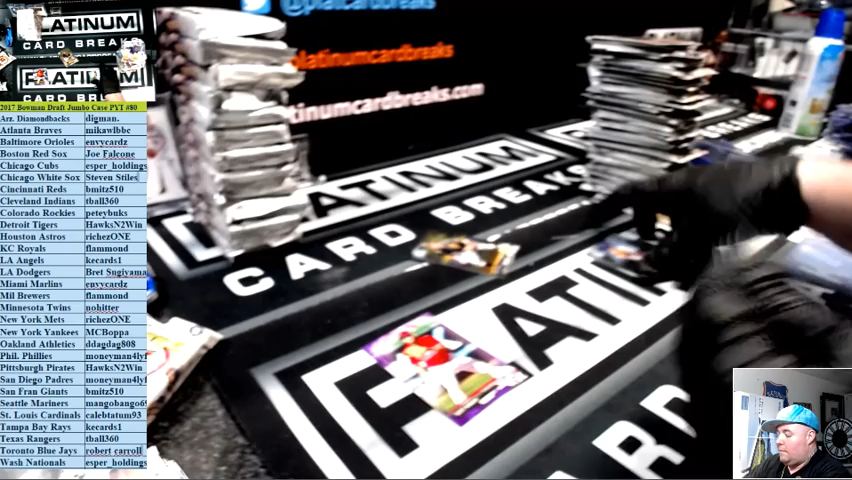 @platcardbreaks
platinumcardbreaks
tinumcardbreaks.com
PLATINUM
CARD BREAKS
ATINUM
CARD BREAKS
BREAKS
ATI
CARD
2017 Bowman Draft Jumbo Case PYT #80
Arz. Diamondbacks digman.
Atlanta Braves mikawlbbc
Baltimore Orioles envycardz
Boston Red Sox Joe Falcone
Chicago Cubs esper_holdings
Chicago White Sox Steven Stiles
Cincinnati Reds bmitz510
Cleveland Indians tball360
Colorado Rockies peteybuks
Detroit Tigers HawksN2Win
Houston Astros richezONE
KC Royals flammond
LA Angels kecards1
LA Dodgers Bret Sugiyama
Miami Marlins envycardz
Mil Brewers flammond
Minnesota Twins nohitter
New York Mets richezONE
New York Yankees MCBoppa
Oakland Athletics ddagdag808
Phil. Phillies moneyman4lyf
Pittsburgh Pirates HawksN2Win
San Diego Padres moneyman4lyf
San Fran Giants bmitz510
Seattle Mariners mangobango69
St. Louis Cardinals calebtatum93
Tampa Bay Rays kecards1
Texas Rangers tball360
Toronto Blue Jays robert carroll
Wash Nationals esper_holdings